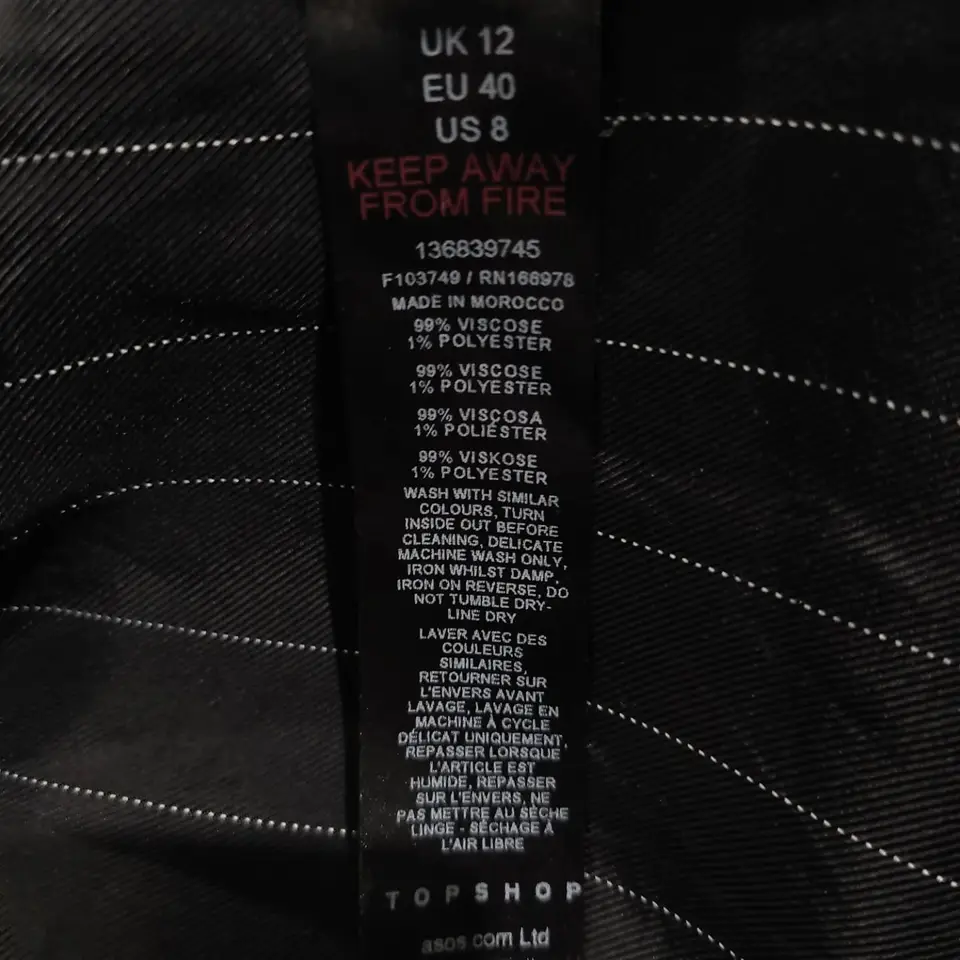 UK 12
EU 40
US 8
KEEP AWAY
FROM FIRE
136839745
F103749 / RN166978
MADE IN MOROCCO
99% VISCOSE
1% POLYESTER
99% VISCOSE
1% POLYESTER
99% VISCOSA
1% POLIÉSTER
99% VISKOSE
1% POLYESTER
WASH WITH SIMILAR
COLOURS, TURN
INSIDE OUT BEFORE
CLEANING, DELICATE
MACHINE WASH ONLY,
IRON WHILST DAMP,
IRON ON REVERSE, DO
NOT TUMBLE DRY-
LINE DRY
LAVER AVEC DES
COULEURS
SIMILAIRES,
RETOURNER SUR
L'ENVERS AVANT
LAVAGE, LAVAGE EN
MACHINE À CYCLE
DÉLICAT UNIQUEMENT,
REPASSER LORSQUE
L'ARTICLE EST
HUMIDE, REPASSER
SUR L'ENVERS, NE
PAS METTRE AU SÈCHE
LINGE - SÉCHAGE À
L'AIR LIBRE
TOPSHOP
asos.com Ltd